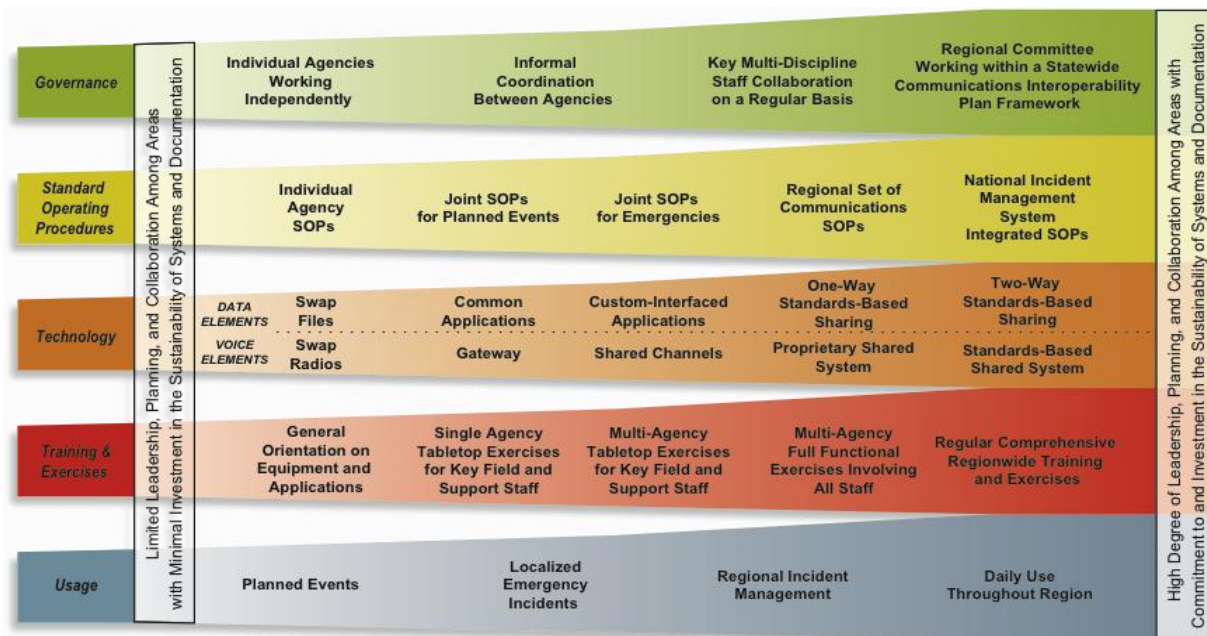 Governance
Individual Agencies
Working
Independently
Informal
Coordination
Between Agencies
Key Multi-Discipline
Staff Collaboration
on a Regular Basis
Regional Committee
Working within a Statewide
Communications Interoperability
Plan Framework
Standard
Operating
Procedures
Individual
Agency
SOPs
Joint SOPs
for Planned Events
Joint SOPs
for Emergencies
Regional Set of
Communications
SOPs
National Incident
Management
System
Integrated SOPs
Technology
DATA
ELEMENTS
Swap
Files
Common
Applications
Custom-Interfaced
Applications
One-Way
Standards-Based
Sharing
Two-Way
Standards-Based
Sharing
VOICE
ELEMENTS
Swap
Radios
Gateway
Shared Channels
Proprietary Shared
System
Standards-Based
Shared System
Training &
Exercises
General
Orientation on
Equipment and
Applications
Single Agency
Tabletop Exercises
for Key Field and
Support Staff
Multi-Agency
Tabletop Exercises
for Key Field and
Support Staff
Multi-Agency
Full Functional
Exercises Involving
All Staff
Regular Comprehensive
Regionwide Training
and Exercises
Usage
Planned Events
Localized
Emergency
Incidents
Regional Incident
Management
Daily Use
Throughout Region
Limited Leadership, Planning, and Collaboration Among Areas
with Minimal Investment in the Sustainability of Systems and Documentation
High Degree of Leadership, Planning, and Collaboration Among Areas with
Commitment to and Investment in the Sustainability of Systems and Documentation